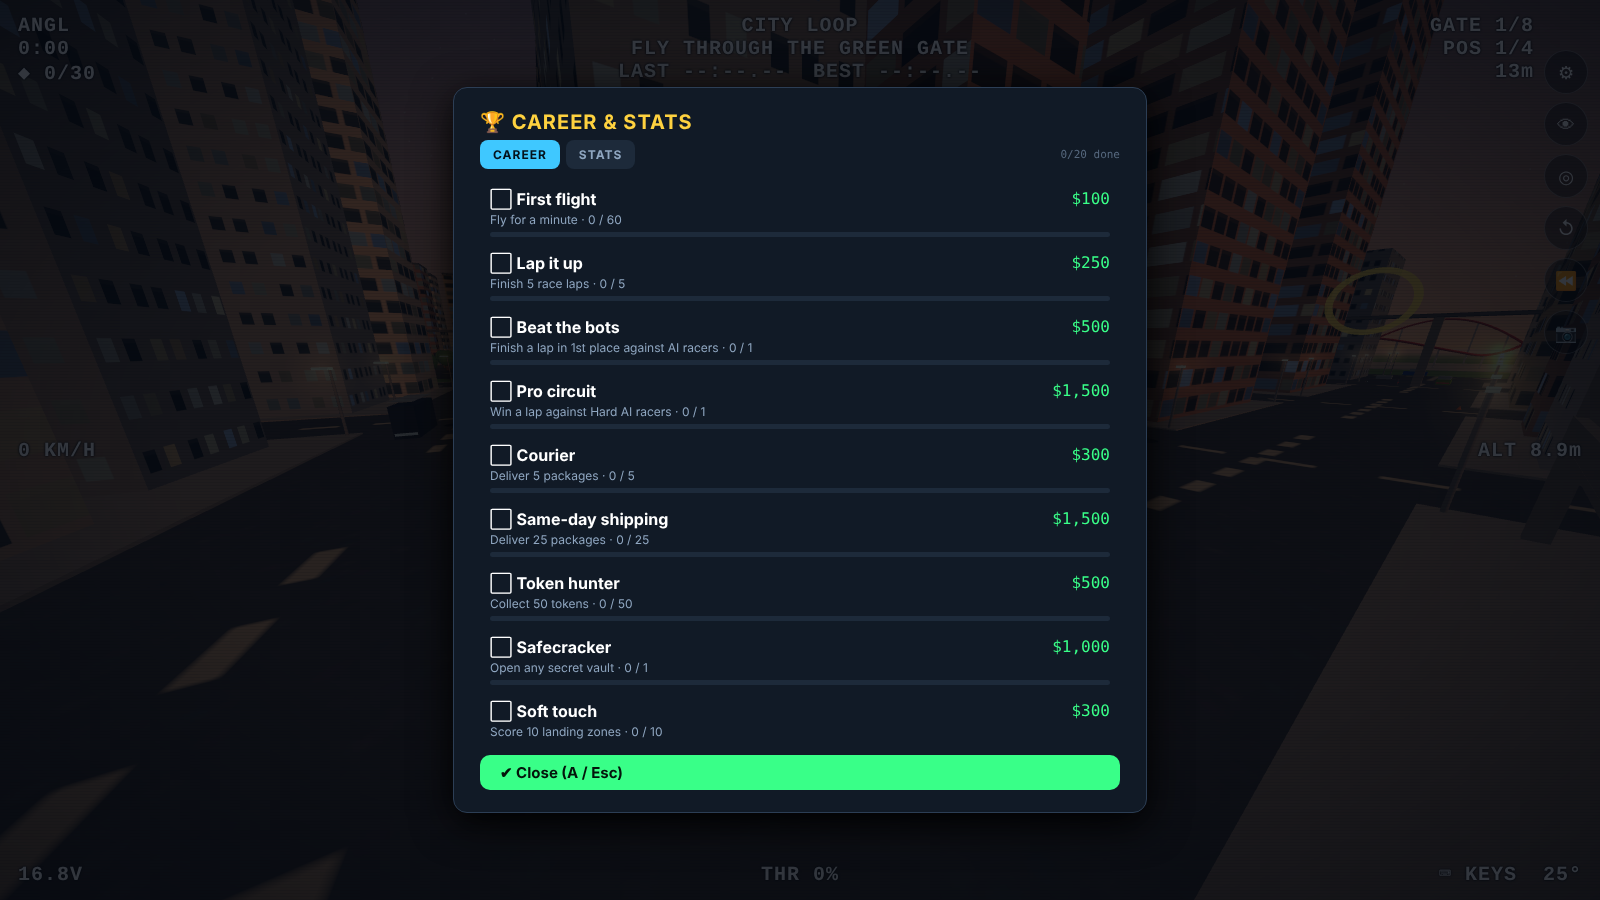 ANGL
0:00
◆ 0/30
CITY LOOP
FLY THROUGH THE GREEN GATE
LAST --:--.-- BEST --:--.--
GATE 1/8
POS 1/4
13m
🏆 CAREER & STATS
CAREER STATS 0/20 done
First flight $100
Fly for a minute · 0 / 60
Lap it up $250
Finish 5 race laps · 0 / 5
Beat the bots $500
Finish a lap in 1st place against AI racers · 0 / 1
Pro circuit $1,500
Win a lap against Hard AI racers · 0 / 1
Courier $300
Deliver 5 packages · 0 / 5
Same-day shipping $1,500
Deliver 25 packages · 0 / 25
Token hunter $500
Collect 50 tokens · 0 / 50
Safecracker $1,000
Open any secret vault · 0 / 1
Soft touch $300
Score 10 landing zones · 0 / 10
✔ Close (A / Esc)
0 KM/H
ALT 8.9m
16.8V
THR 0%
⌨ KEYS 25°